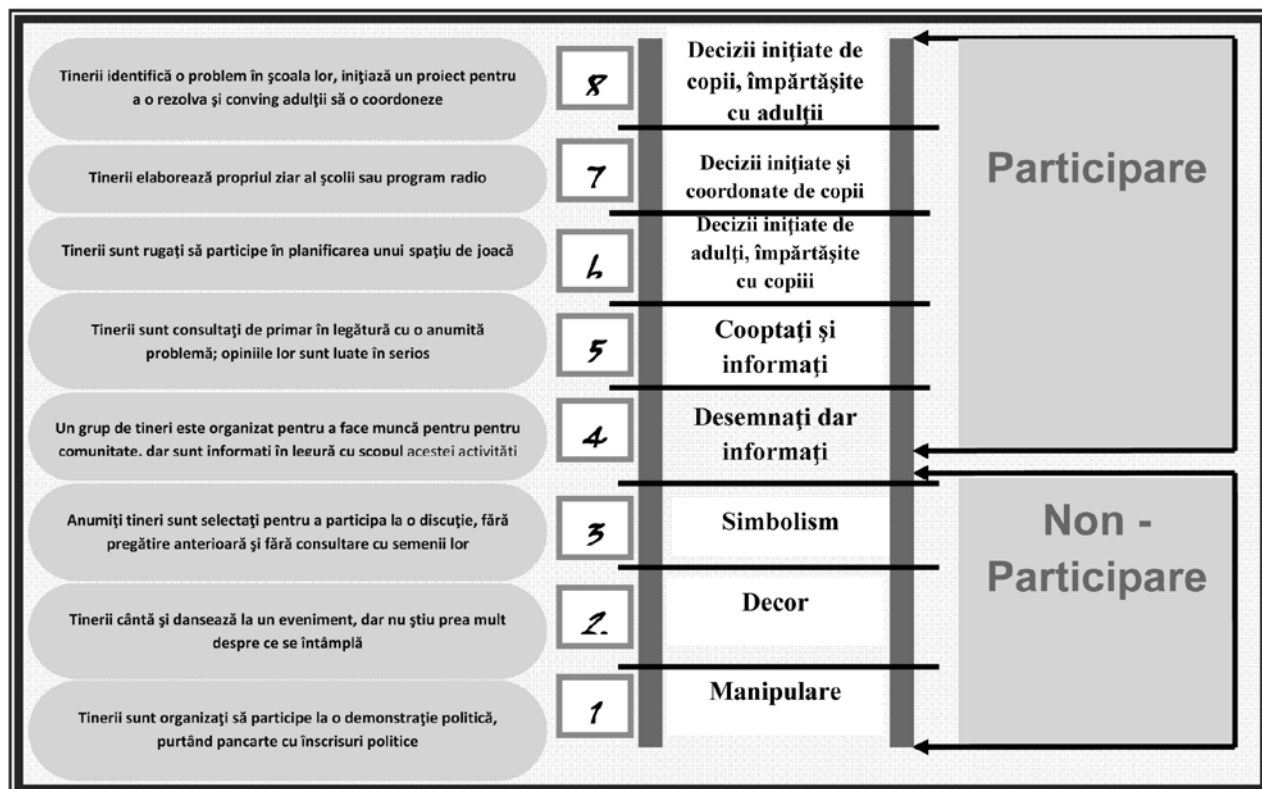 Tinerii identifică o problem în şcoala lor, iniţiază un proiect pentru
a o rezolva şi conving adulţii să o coordoneze
8
Decizii iniţiate de
copii, împărtăşite
cu adulţii
Participare
Tinerii elaborează propriul ziar al şcolii sau program radio
7
Decizii iniţiate şi
coordonate de copii
Tinerii sunt rugaţi să participe în planificarea unui spaţiu de joacă
6
Decizii iniţiate de
adulţi, împărtăşite
cu copiii
Tinerii sunt consultaţi de primar în legătură cu o anumită
problemă; opiniile lor sunt luate în serios
5
Cooptaţi şi
informaţi
Un grup de tineri este organizat pentru a face muncă pentru pentru
comunitate, dar sunt informaţi în legură cu scopul acestei activităţi
4
Desemnaţi dar
informaţi
Anumiţi tineri sunt selectaţi pentru a participa la o discuţie, fără
pregătire anterioară şi fără consultare cu semenii lor
3
Simbolism
Non -
Participare
Tinerii cântă şi dansează la un eveniment, dar nu ştiu prea mult
despre ce se întâmplă
2.
Decor
Tinerii sunt organizaţi să participe la o demonstraţie politică,
purtând pancarte cu înscrisuri politice
1
Manipulare